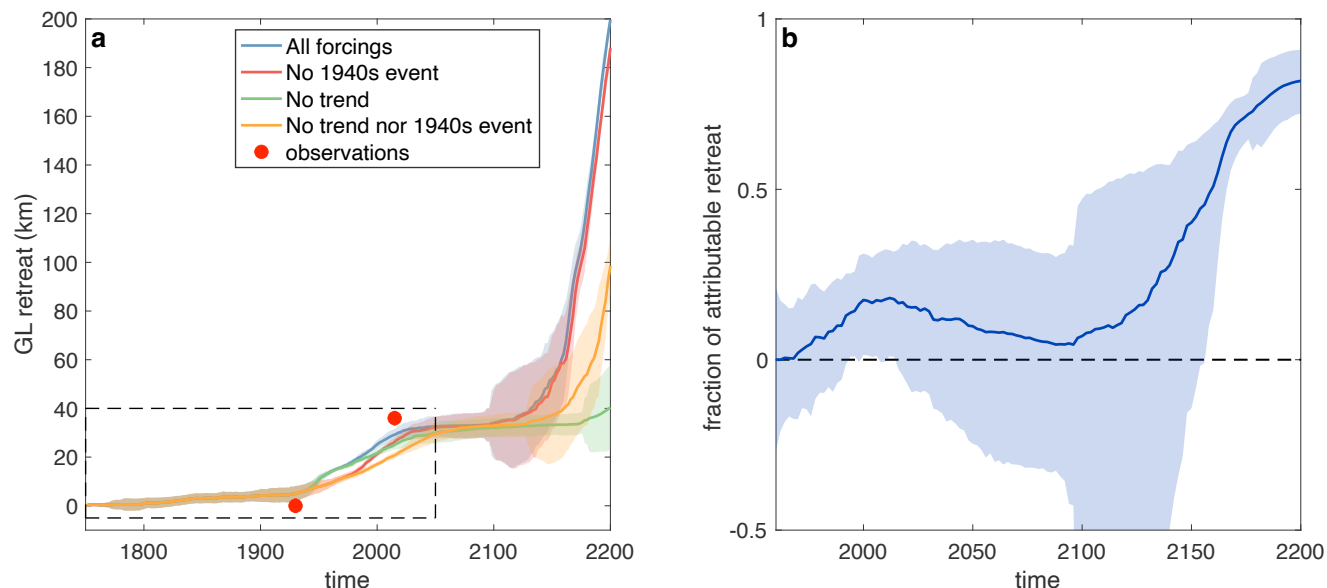 a
All forcings
No 1940s event
No trend
No trend nor 1940s event
observations
200
180
160
140
120
100
80
60
40
20
0
GL retreat (km)
1800
1900
2000
2100
2200
time
b
1
0.5
0
-0.5
fraction of attributable retreat
2000
2050
2100
2150
2200
time